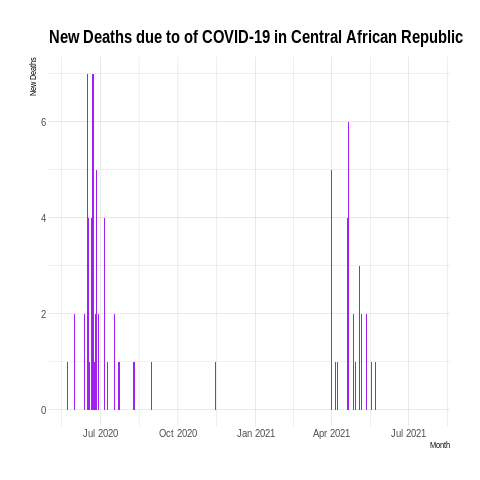 New Deaths due to of COVID-19 in Central African Republic
New Deaths
6
4
2
0
Jul 2020 Oct 2020 Jan 2021 Apr 2021 Jul 2021
Month